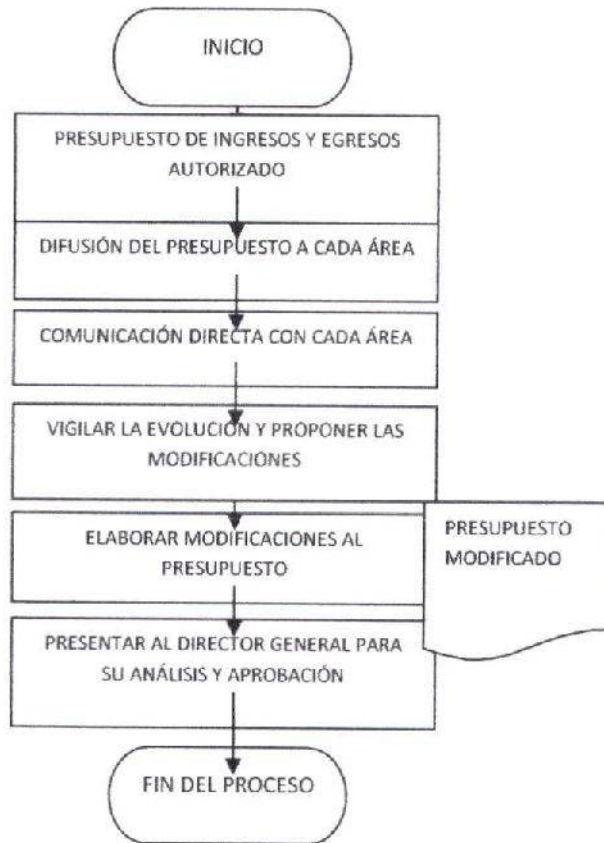 INICIO
PRESUPUESTO DE INGRESOS Y EGRESOS
AUTORIZADO
DIFUSIÓN DEL PRESUPUESTO A CADA ÁREA
COMUNICACIÓN DIRECTA CON CADA ÁREA
VIGILAR LA EVOLUCIÓN Y PROPONER LAS
MODIFICACIONES
ELABORAR MODIFICACIONES AL
PRESUPUESTO
PRESUPUESTO
MODIFICADO
PRESENTAR AL DIRECTOR GENERAL PARA
SU ANÁLISIS Y APROBACIÓN
FIN DEL PROCESO